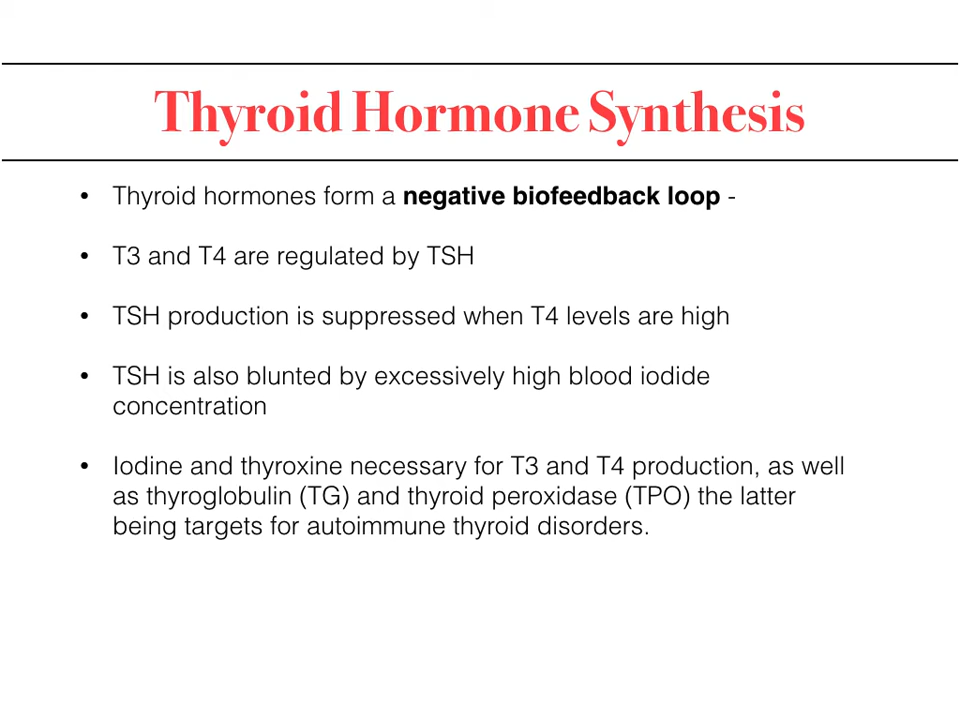 Thyroid Hormone Synthesis
• Thyroid hormones form a negative biofeedback loop -
• T3 and T4 are regulated by TSH
• TSH production is suppressed when T4 levels are high
• TSH is also blunted by excessively high blood iodide
concentration
• Iodine and thyroxine necessary for T3 and T4 production, as well
as thyroglobulin (TG) and thyroid peroxidase (TPO) the latter
being targets for autoimmune thyroid disorders.